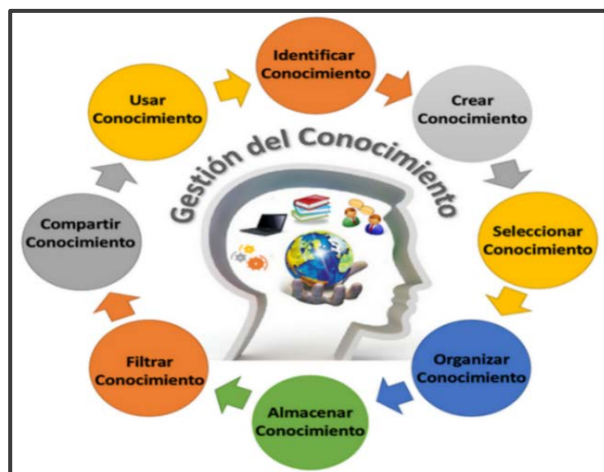 Identificar
Conocimiento
Crear
Conocimiento
Seleccionar
Conocimiento
Organizar
Conocimiento
Almacenar
Conocimiento
Filtrar
Conocimiento
Compartir
Conocimiento
Usar
Conocimiento
Gestión del Conocimiento